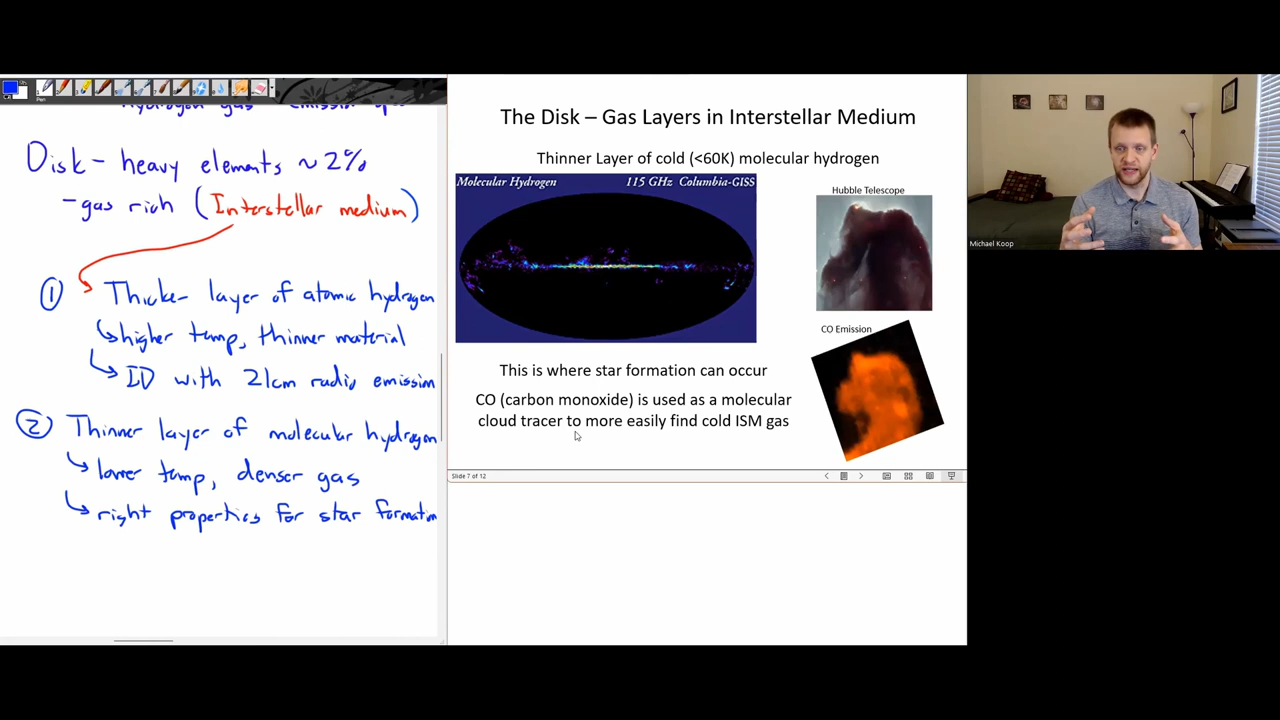 Pen
hydrogen gas emission
Disk – heavy elements ~ 2%
- gas rich (Interstellar medium)
① Thicker layer of atomic hydrogen
higher temp, thinner material
ID with 21cm radio emission
② Thinner layer of molecular hydrogen
lower temp, denser gas
right properties for star formation
The Disk – Gas Layers in Interstellar Medium
Thinner Layer of cold (<60K) molecular hydrogen
Molecular Hydrogen 115 GHz Columbia-GISS
Hubble Telescope
CO Emission
This is where star formation can occur
CO (carbon monoxide) is used as a molecular
cloud tracer to more easily find cold ISM gas
Slide 7 of 12
Michael Koop